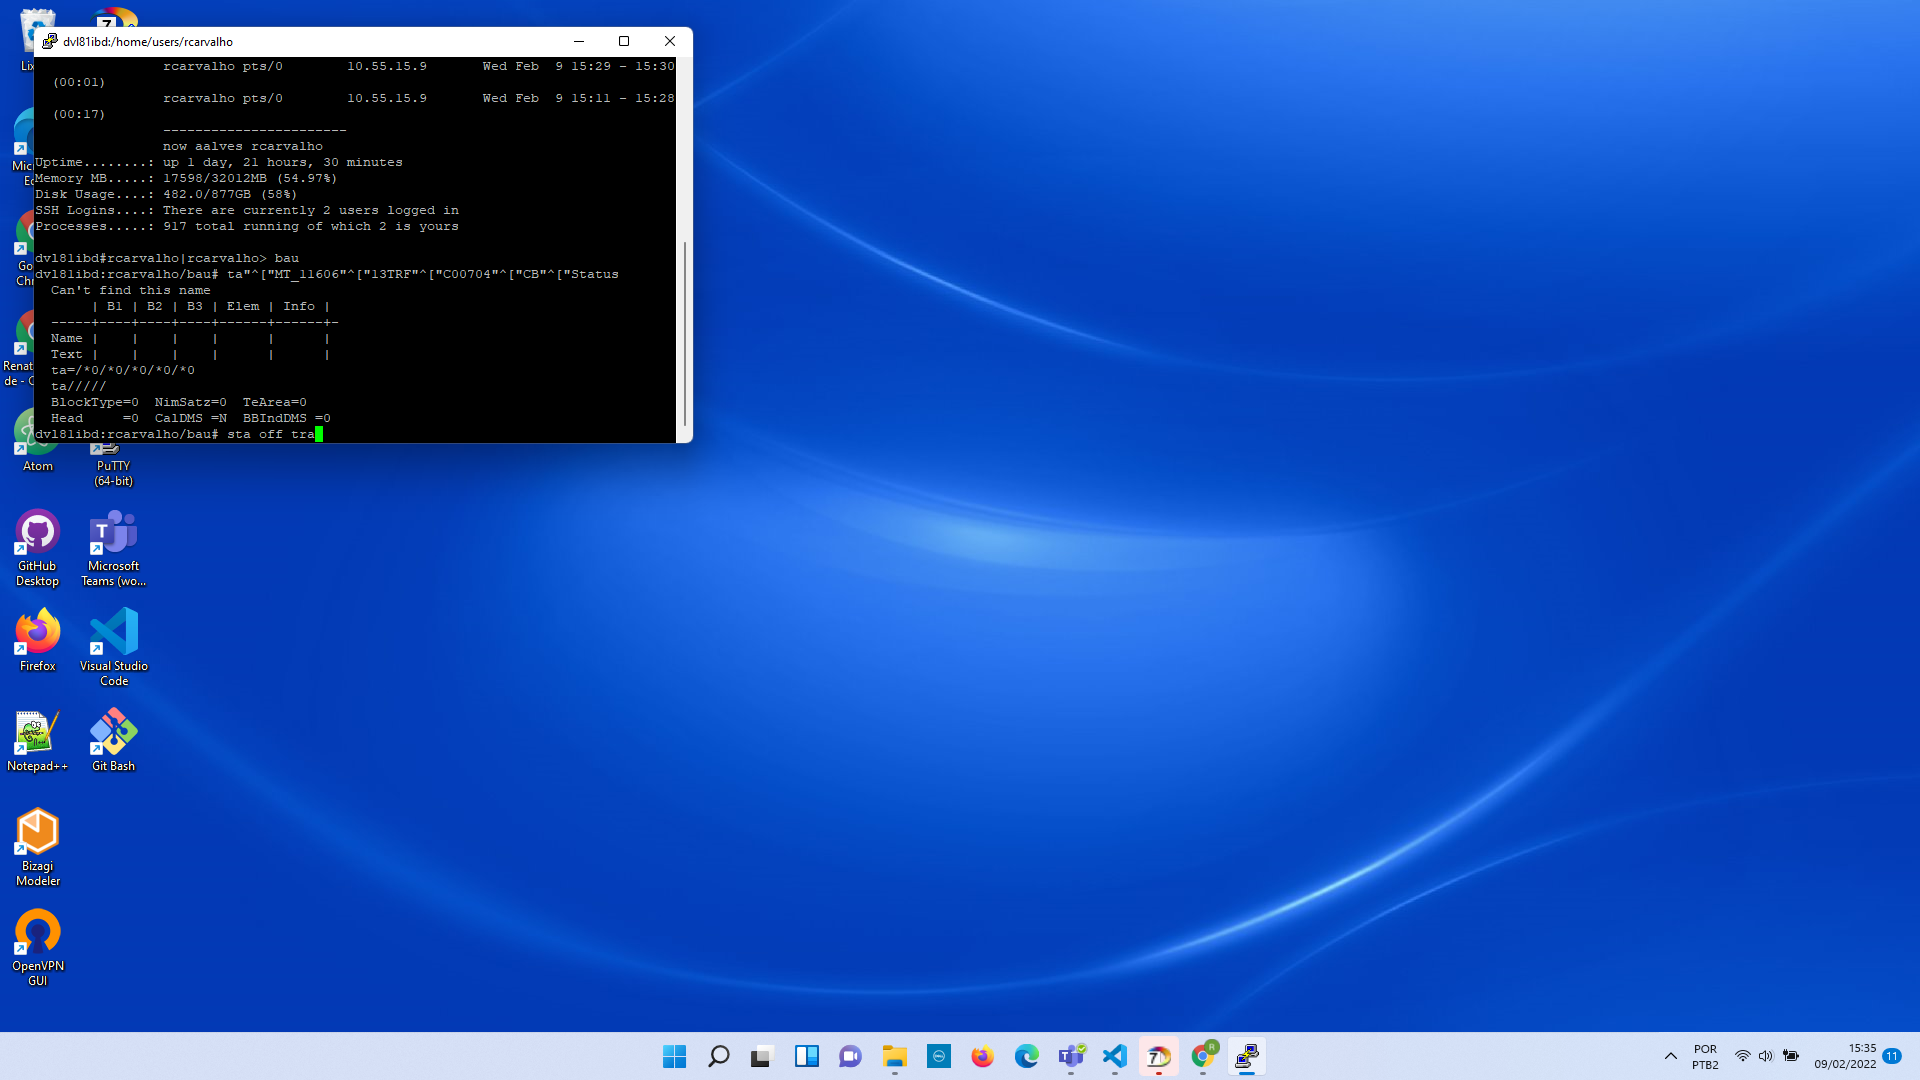 Lix
7
dvl81ibd:/home/users/rcarvalho
rcarvalho pts/0        10.55.15.9       Wed Feb  9 15:29 - 15:30
(00:01)
rcarvalho pts/0        10.55.15.9       Wed Feb  9 15:11 - 15:28
(00:17)
-----------------------
now aalves rcarvalho
Uptime........: up 1 day, 21 hours, 30 minutes
Memory MB.....: 17598/32012MB (54.97%)
Disk Usage....: 482.0/877GB (58%)
SSH Logins....: There are currently 2 users logged in
Processes.....: 917 total running of which 2 is yours
dvl81ibd#rcarvalho|rcarvalho> bau
dvl81ibd:rcarvalho/bau# ta"^["MT_11606"^["13TRF"^["C00704"^["CB"^["Status
Can't find this name
| B1 | B2 | B3 | Elem | Info |
-----+----+----+----+------+------+-
Name |    |    |    |      |      |
Text |    |    |    |      |      |
ta=/*0/*0/*0/*0/*0
ta/////
BlockType=0  NimSatz=0  TeArea=0
Head     =0  CalDMS =N  BBIndDMS =0
dvl81ibd:rcarvalho/bau# sta off tra
Mic
Ec
Go
Chr
Renat
de - C
Atom
PuTTY
(64-bit)
GitHub
Desktop
Microsoft
Teams (wo...
Firefox
Visual Studio
Code
Notepad++
Git Bash
Bizagi
Modeler
OpenVPN
GUI
DELL
7
R
POR
PTB2
15:35
09/02/2022
11